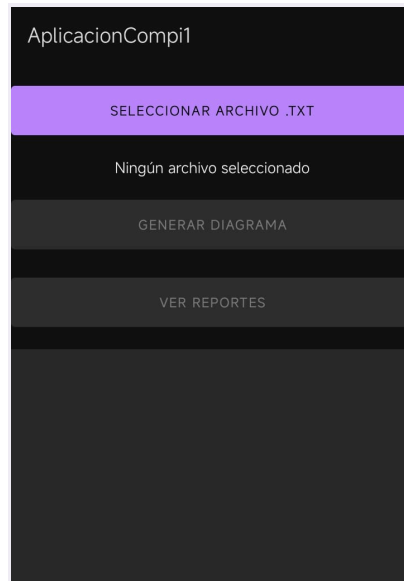 AplicacionCompi1
SELECCIONAR ARCHIVO .TXT
Ningún archivo seleccionado
GENERAR DIAGRAMA
VER REPORTES